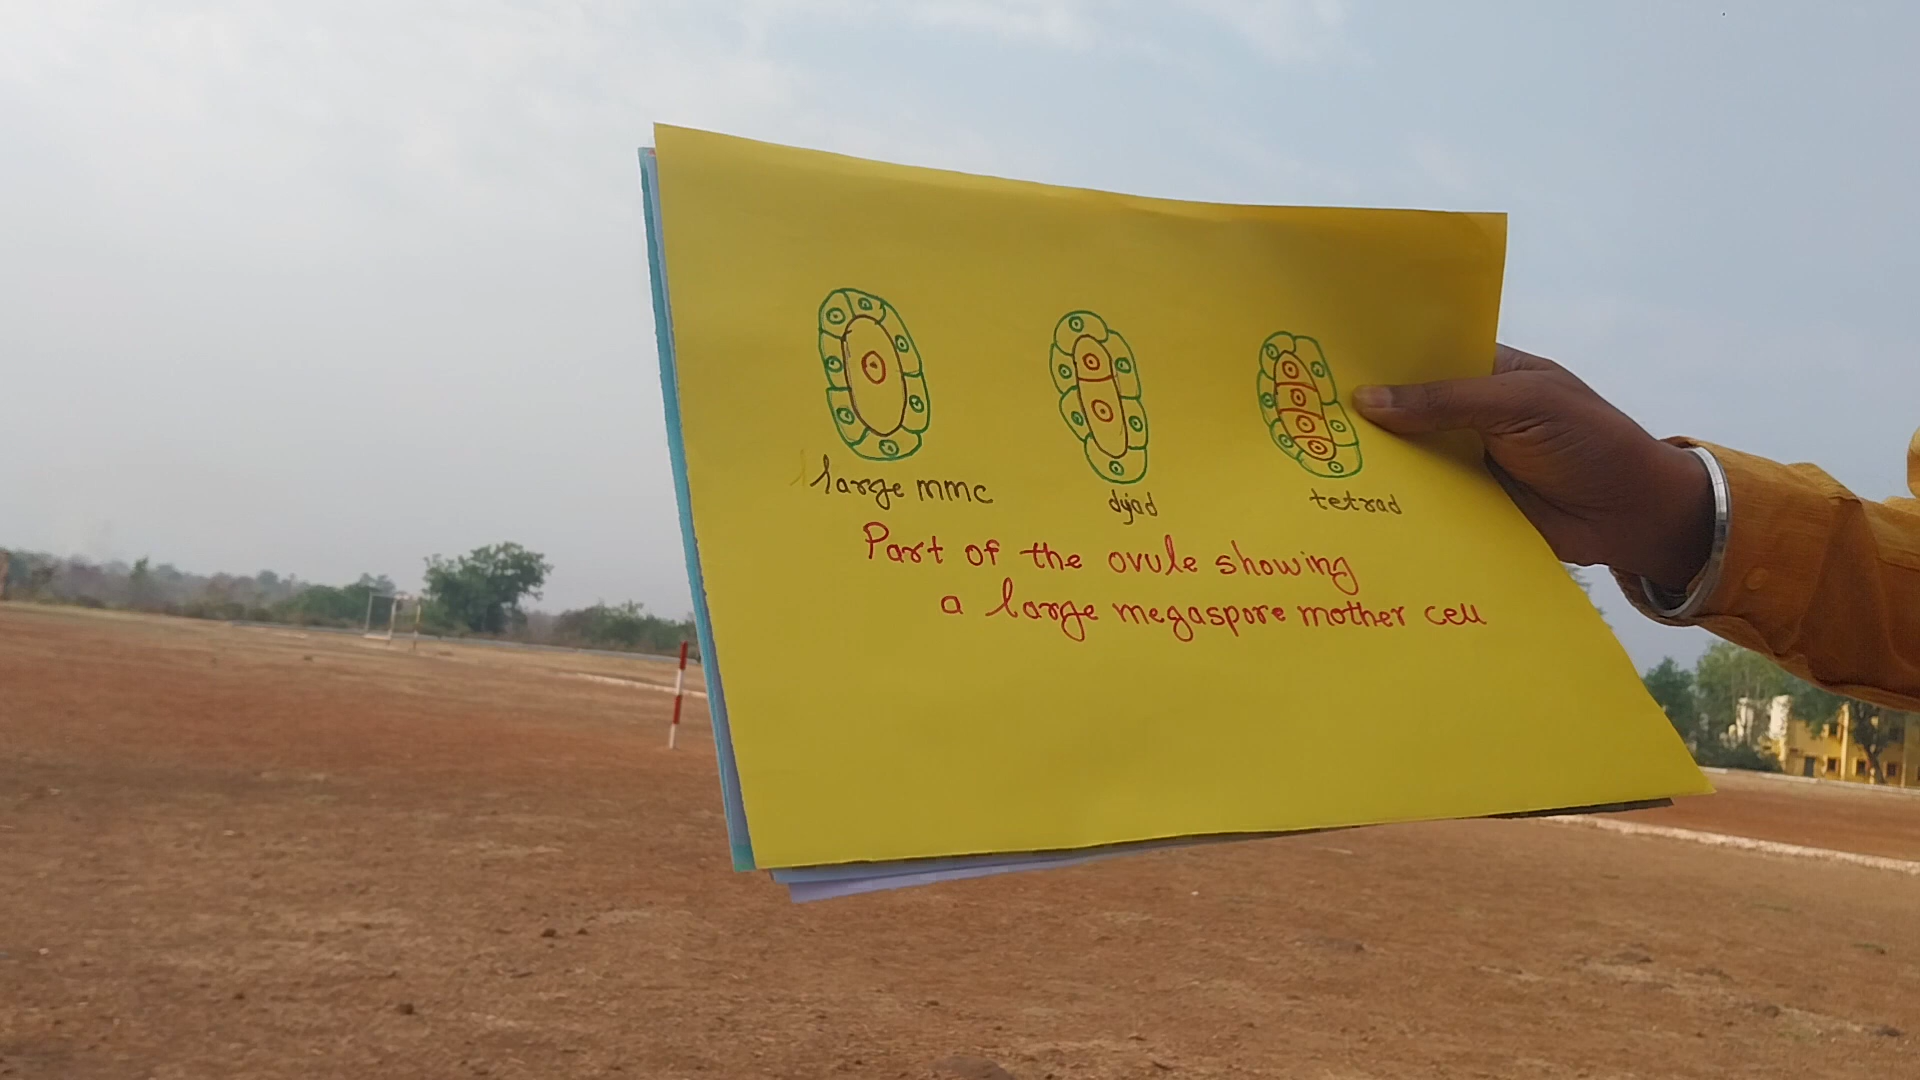 large mmc
dyad
tetrad
Part of the ovule showing
a large megaspore mother cell